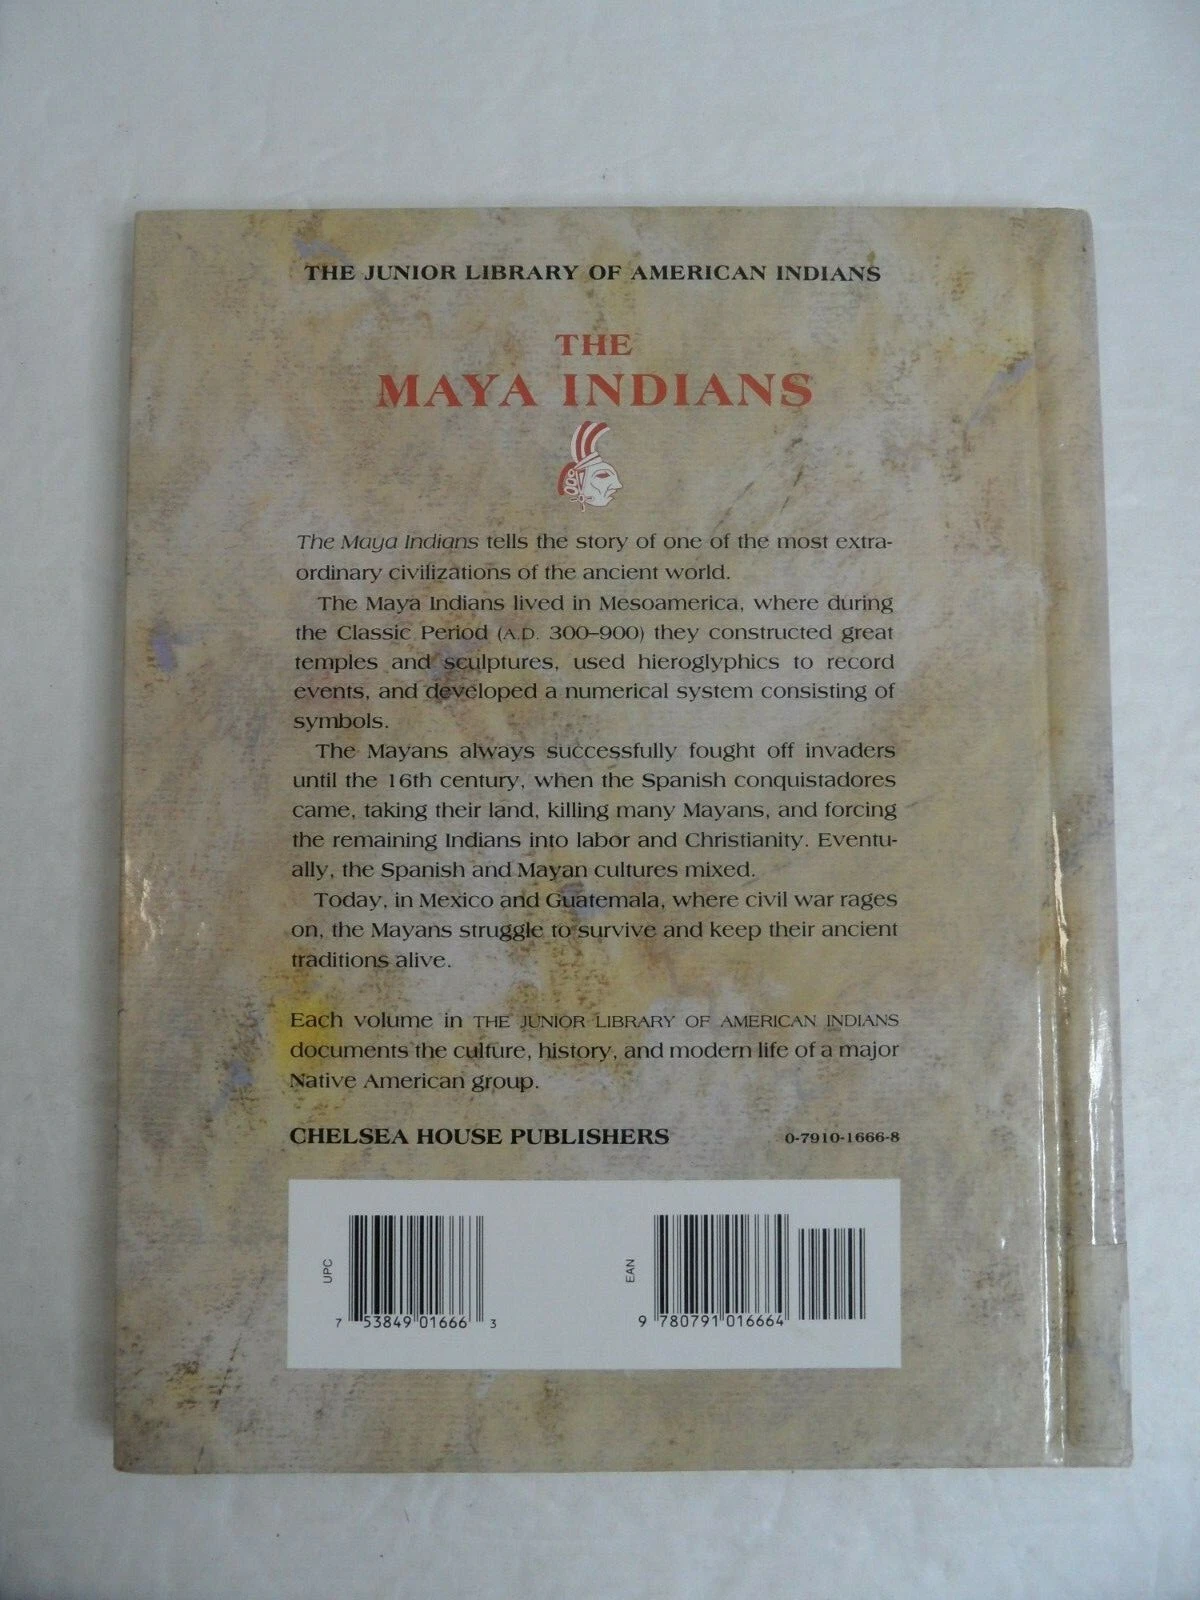 THE JUNIOR LIBRARY OF AMERICAN INDIANS
THE
MAYA INDIANS
The Maya Indians tells the story of one of the most extra-
ordinary civilizations of the ancient world.
The Maya Indians lived in Mesoamerica, where during
the Classic Period (A.D. 300–900) they constructed great
temples and sculptures, used hieroglyphics to record
events, and developed a numerical system consisting of
symbols.
The Mayans always successfully fought off invaders
until the 16th century, when the Spanish conquistadores
came, taking their land, killing many Mayans, and forcing
the remaining Indians into labor and Christianity. Eventu-
ally, the Spanish and Mayan cultures mixed.
Today, in Mexico and Guatemala, where civil war rages
on, the Mayans struggle to survive and keep their ancient
traditions alive.
Each volume in THE JUNIOR LIBRARY OF AMERICAN INDIANS
documents the culture, history, and modern life of a major
Native American group.
CHELSEA HOUSE PUBLISHERS 0-7910-1666-8
UPC
7 53849 01666 3
EAN
9 780791 016664